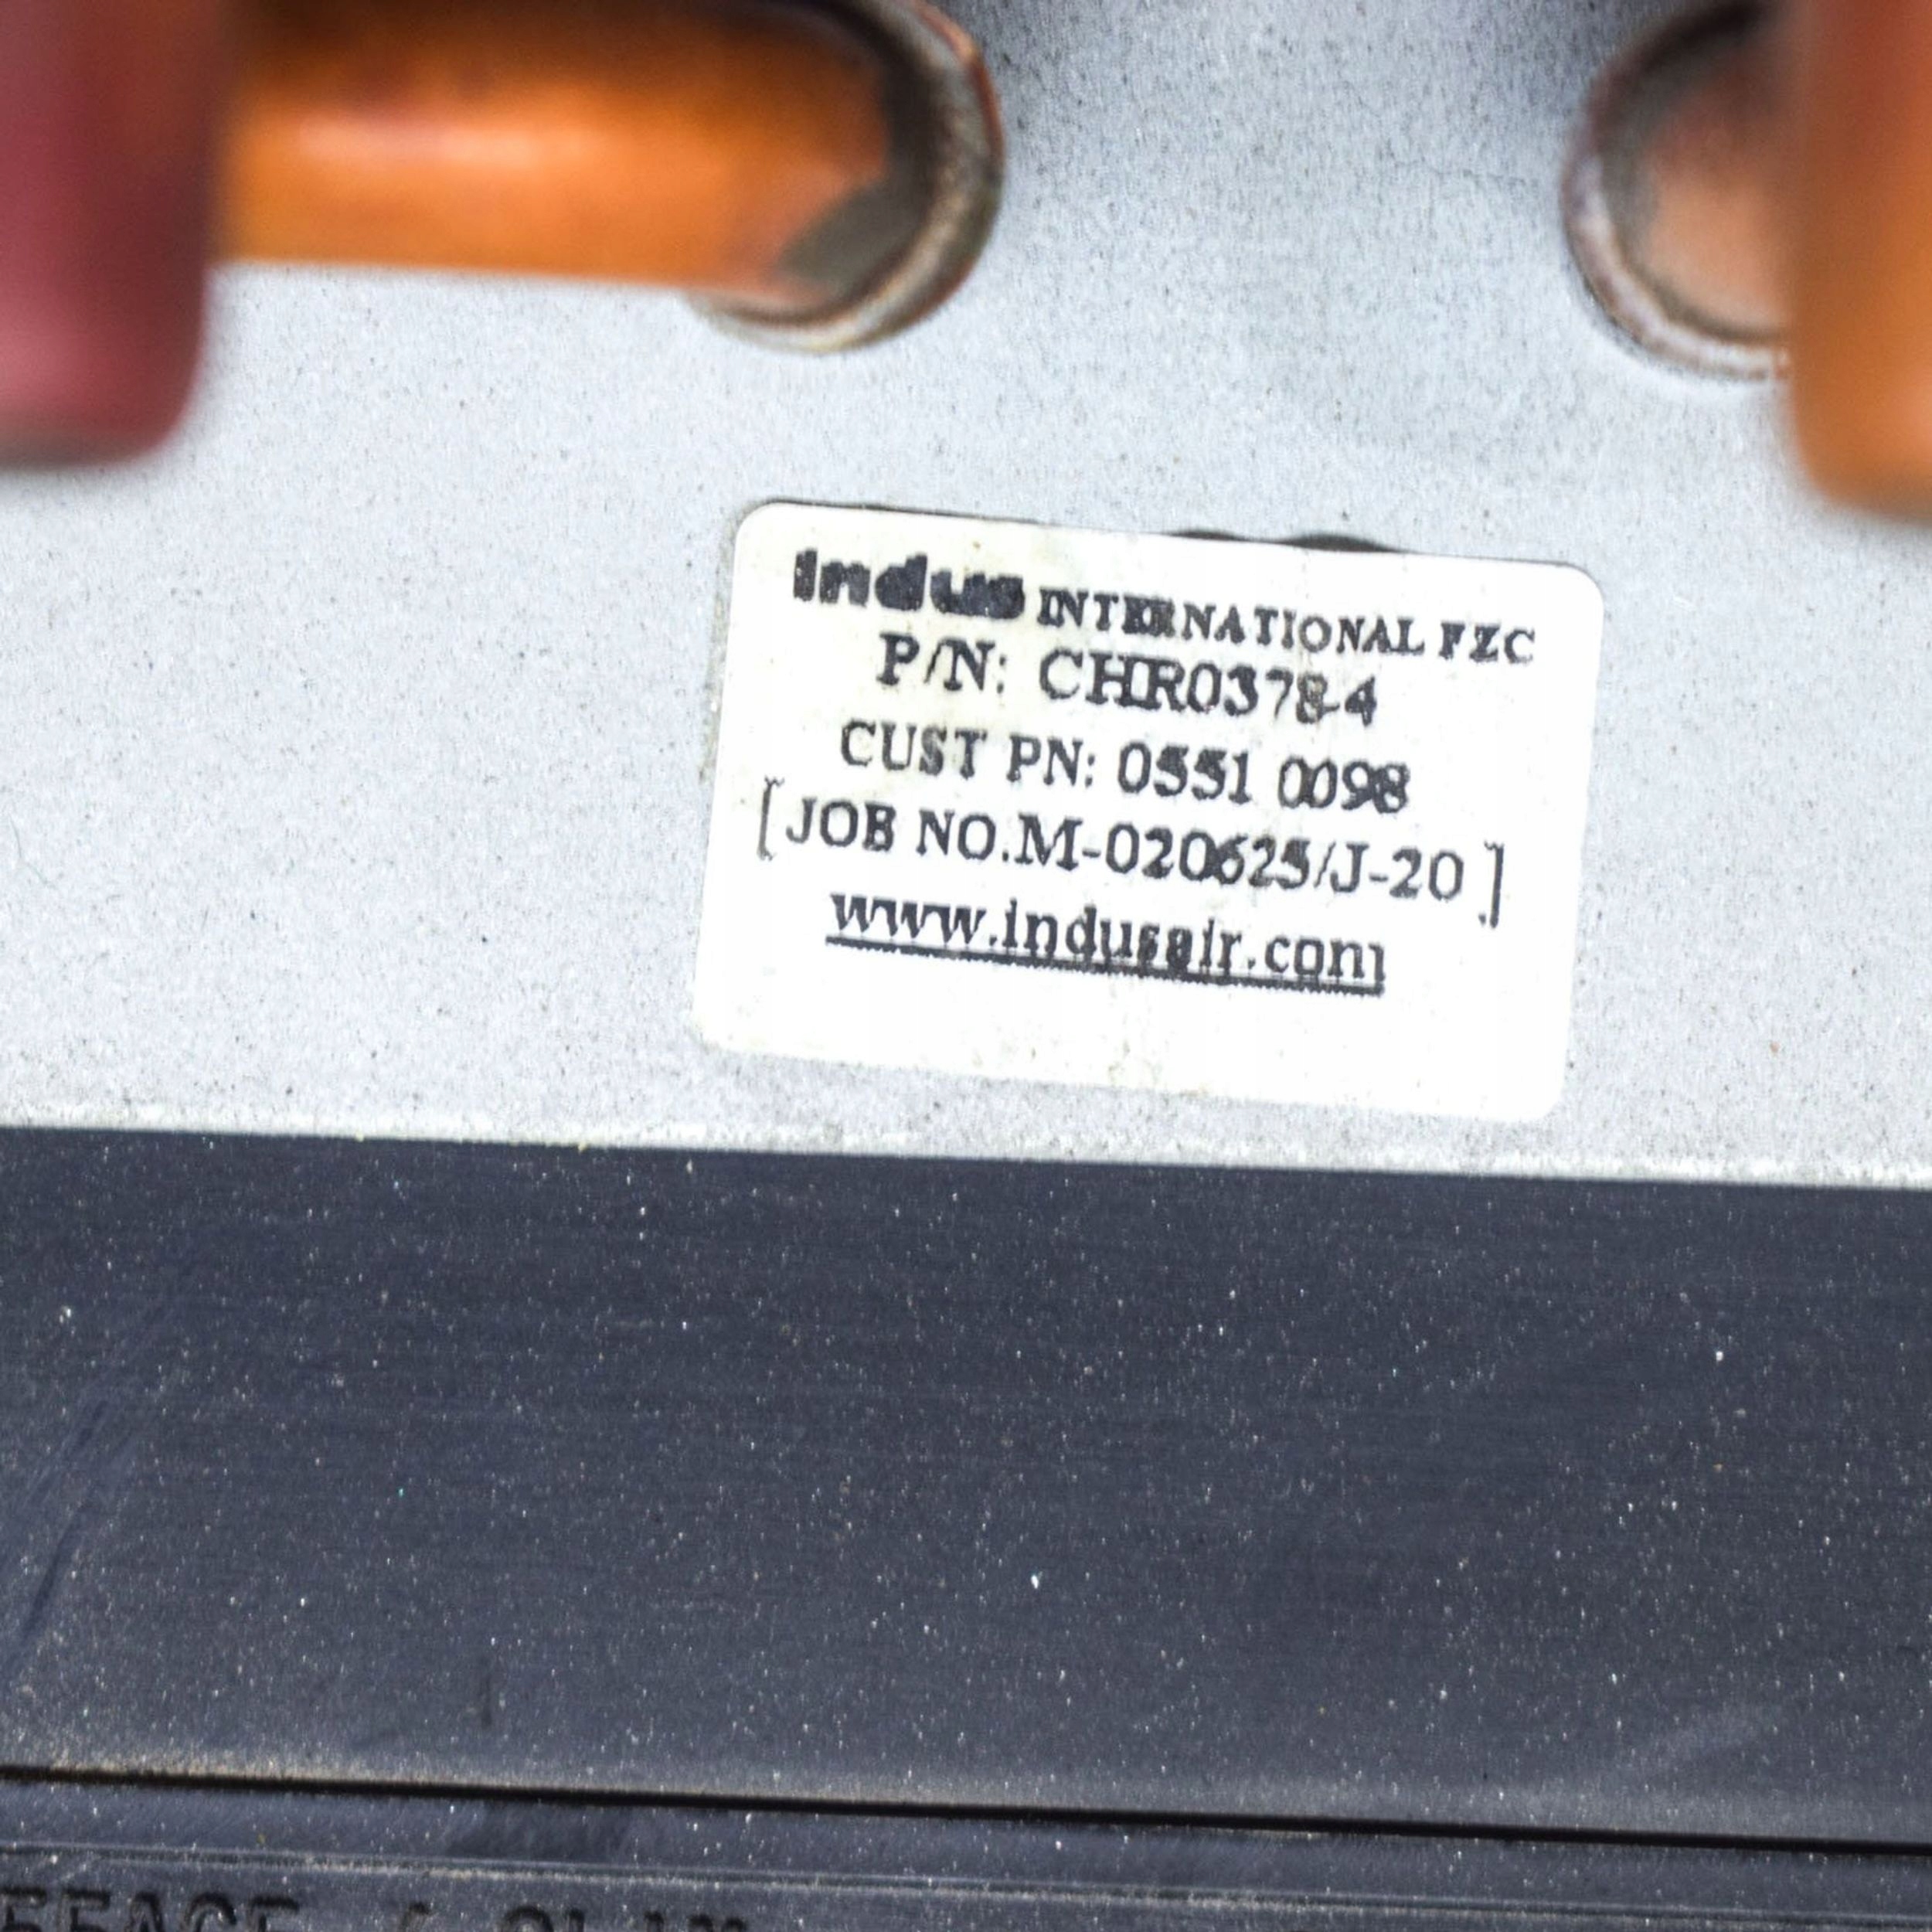 indus INTERNATIONAL FZC
P/N: CHR0378-4
CUST PN: 0551 0098
[ JOB NO.M-020625/J-20 ]
www.indusair.com